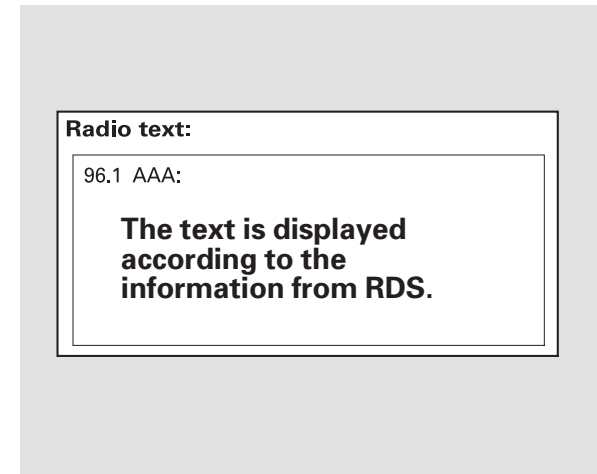 Radio text:
96.1 AAA:
The text is displayed
according to the
information from RDS.